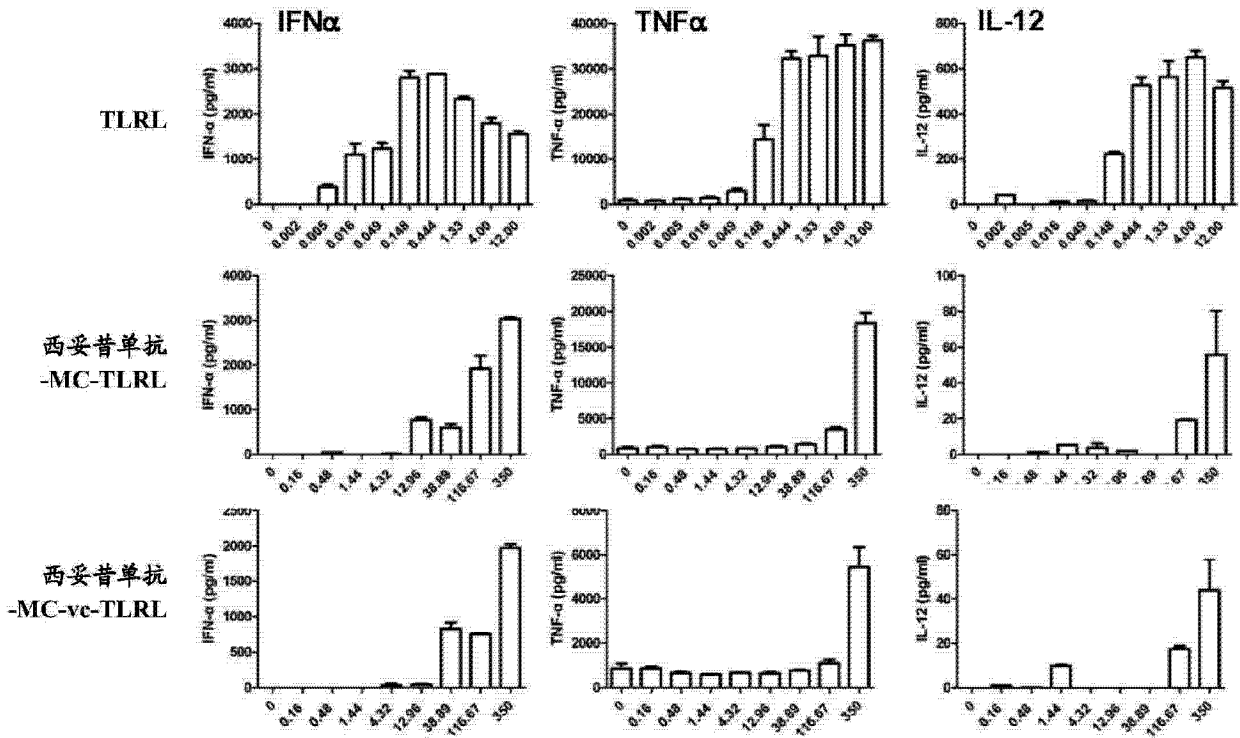 IFNα
TNFα
IL-12
TLRL
IFN-α (pg/ml)
4000
3000
2000
1000
0
0 0.002 0.005 0.016 0.049 0.148 0.444 1.33 4.00 12.00
TNF-α (pg/ml)
40000
30000
20000
10000
0
0 0.002 0.005 0.016 0.049 0.148 0.444 1.33 4.00 12.00
IL-12 (pg/ml)
800
600
400
200
0
0 0.002 0.005 0.016 0.049 0.148 0.444 1.33 4.00 12.00
西妥昔单抗
-MC-TLRL
IFN-α (pg/ml)
4000
3000
2000
1000
0
0 0.16 0.48 1.44 4.32 12.96 38.89 116.67 350
TNF-α (pg/ml)
25000
20000
15000
10000
5000
0
0 0.16 0.48 1.44 4.32 12.96 38.89 116.67 350
IL-12 (pg/ml)
100
80
60
40
20
0
0 .16 .48 .44 .32 .96 .89 .67 350
西妥昔单抗
-MC-vc-TLRL
IFN-α (pg/ml)
2500
2000
1500
1000
500
0
0 0.16 0.48 1.44 4.32 12.96 38.89 116.67 350
TNF-α (pg/ml)
8000
6000
4000
2000
0
0 0.16 0.48 1.44 4.32 12.96 38.89 116.67 350
IL-12 (pg/ml)
80
60
40
20
0
0 0.16 0.48 1.44 4.32 12.96 38.89 116.67 350